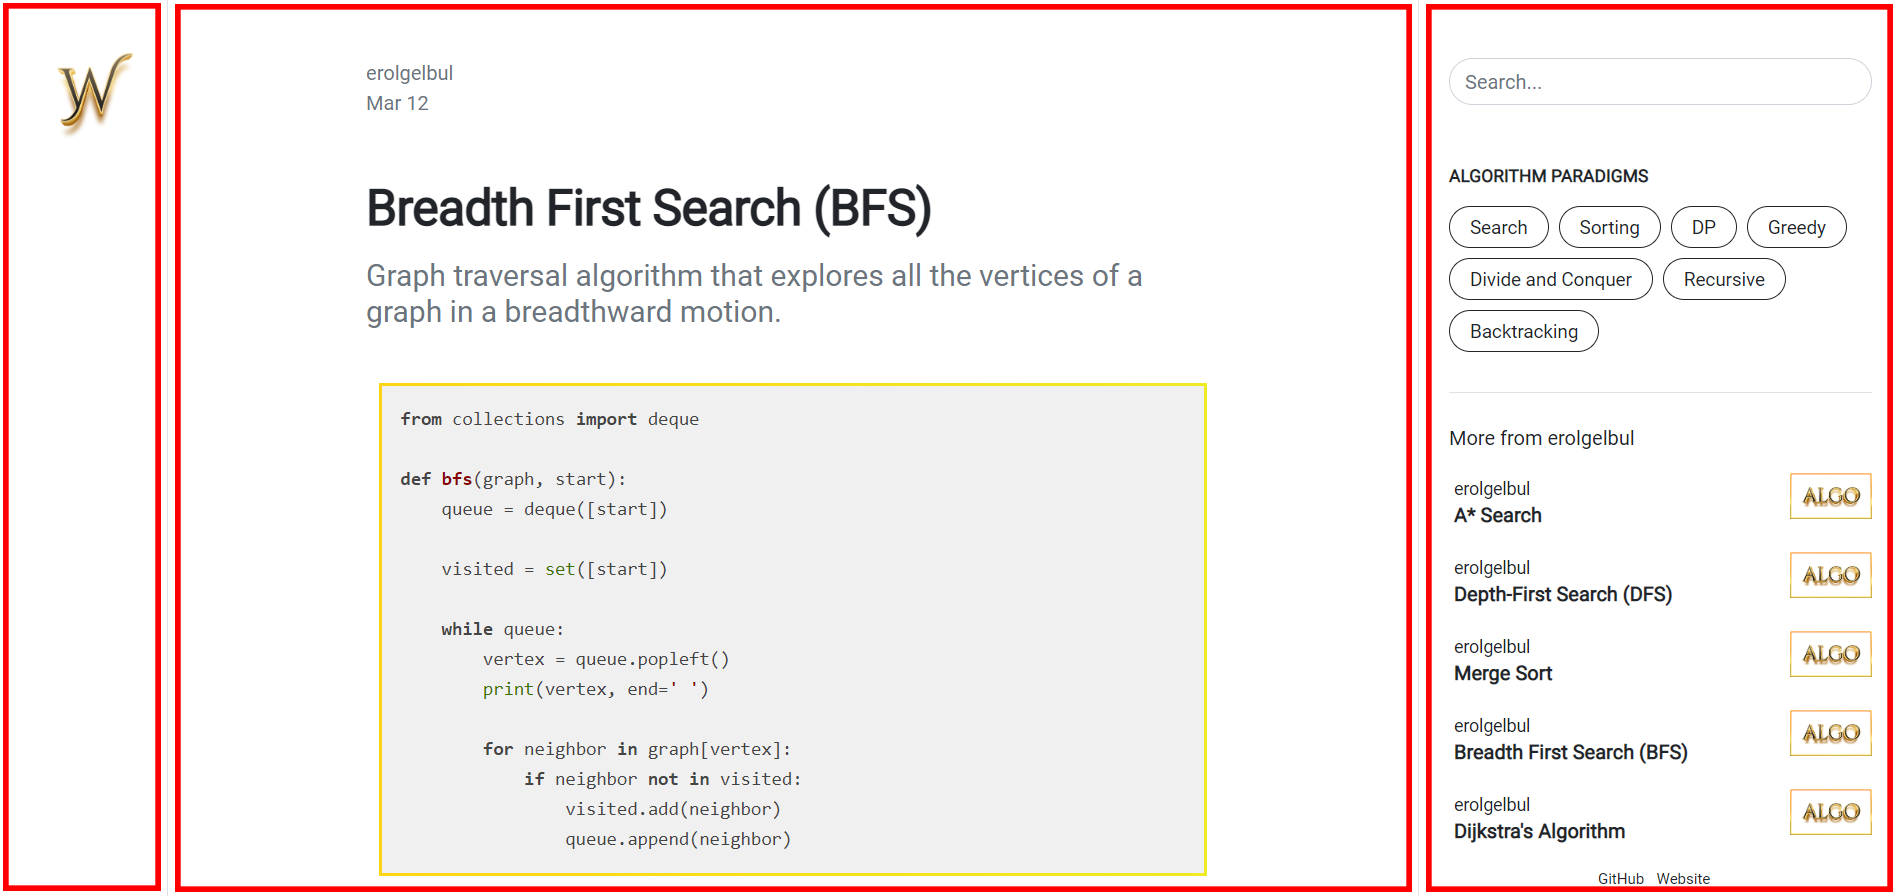 W
erolgelbul
Mar 12
Breadth First Search (BFS)
Graph traversal algorithm that explores all the vertices of a
graph in a breadthward motion.
from collections import deque
def bfs(graph, start):
    queue = deque([start])
    visited = set([start])
    while queue:
        vertex = queue.popleft()
        print(vertex, end=' ')
        for neighbor in graph[vertex]:
            if neighbor not in visited:
                visited.add(neighbor)
                queue.append(neighbor)
Search...
ALGORITHM PARADIGMS
Search Sorting DP Greedy
Divide and Conquer Recursive
Backtracking
More from erolgelbul
erolgelbul
A* Search
ALGO
erolgelbul
Depth-First Search (DFS)
ALGO
erolgelbul
Merge Sort
ALGO
erolgelbul
Breadth First Search (BFS)
ALGO
erolgelbul
Dijkstra's Algorithm
ALGO
GitHub Website